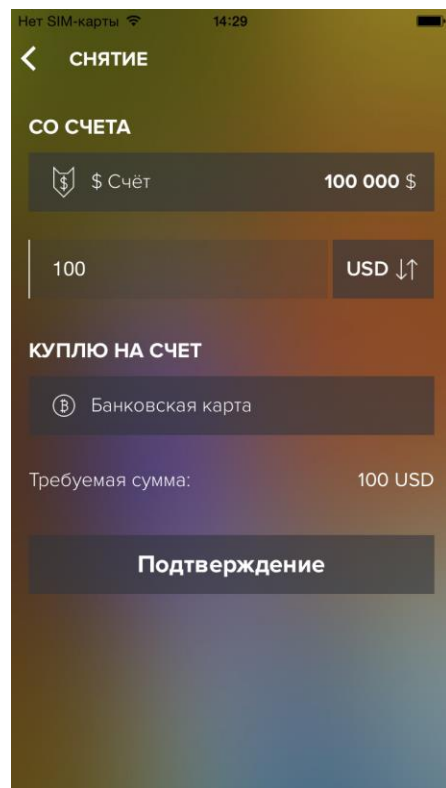 Нет SIM-карты 14:29
СНЯТИЕ
СО СЧЕТА
$ $ Счёт 100 000 $
100 USD ↓↑
КУПЛЮ НА СЧЕТ
Банковская карта
Требуемая сумма: 100 USD
Подтверждение